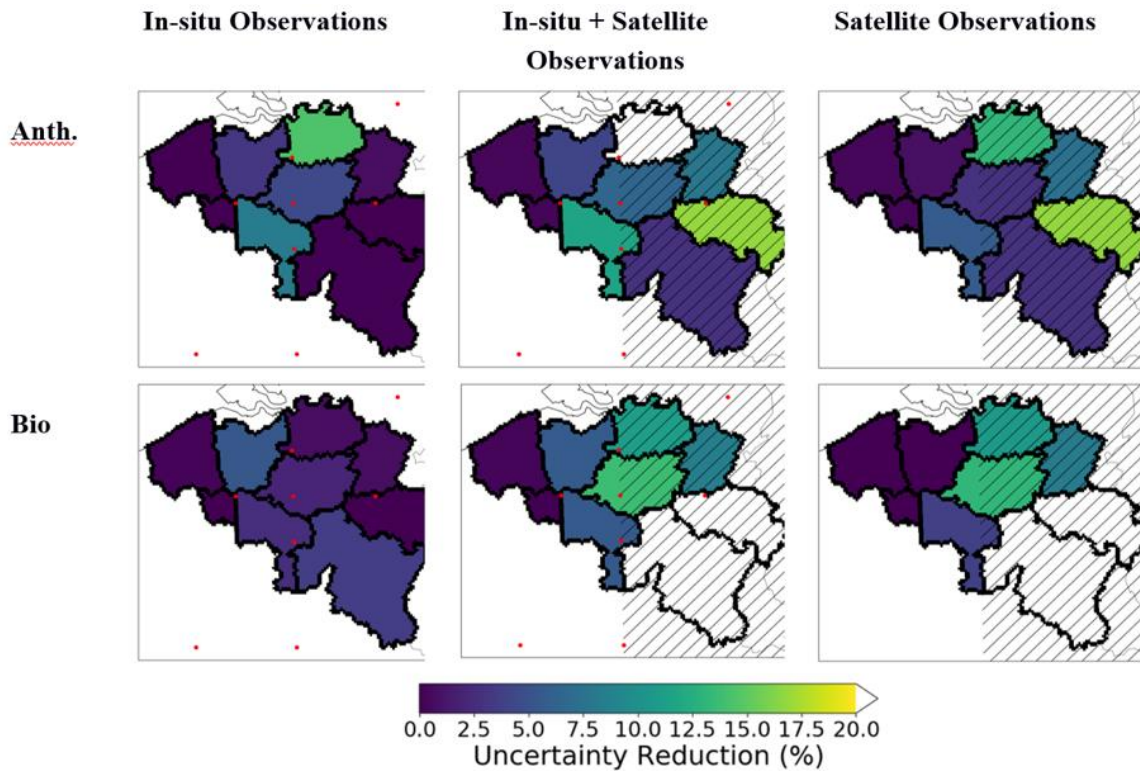 In-situ Observations
In-situ + Satellite
Observations
Satellite Observations
Anth.
Bio
0.0 2.5 5.0 7.5 10.0 12.5 15.0 17.5 20.0
Uncertainty Reduction (%)